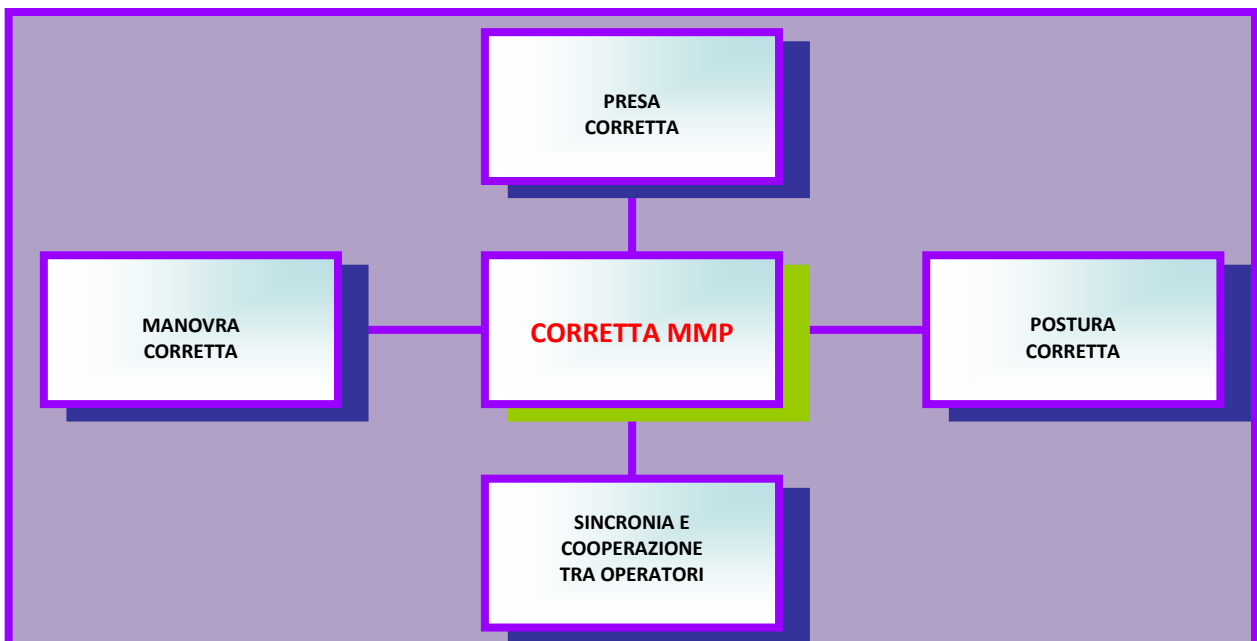 PRESA
CORRETTA
MANOVRA
CORRETTA
CORRETTA MMP
POSTURA
CORRETTA
SINCRONIA E
COOPERAZIONE
TRA OPERATORI